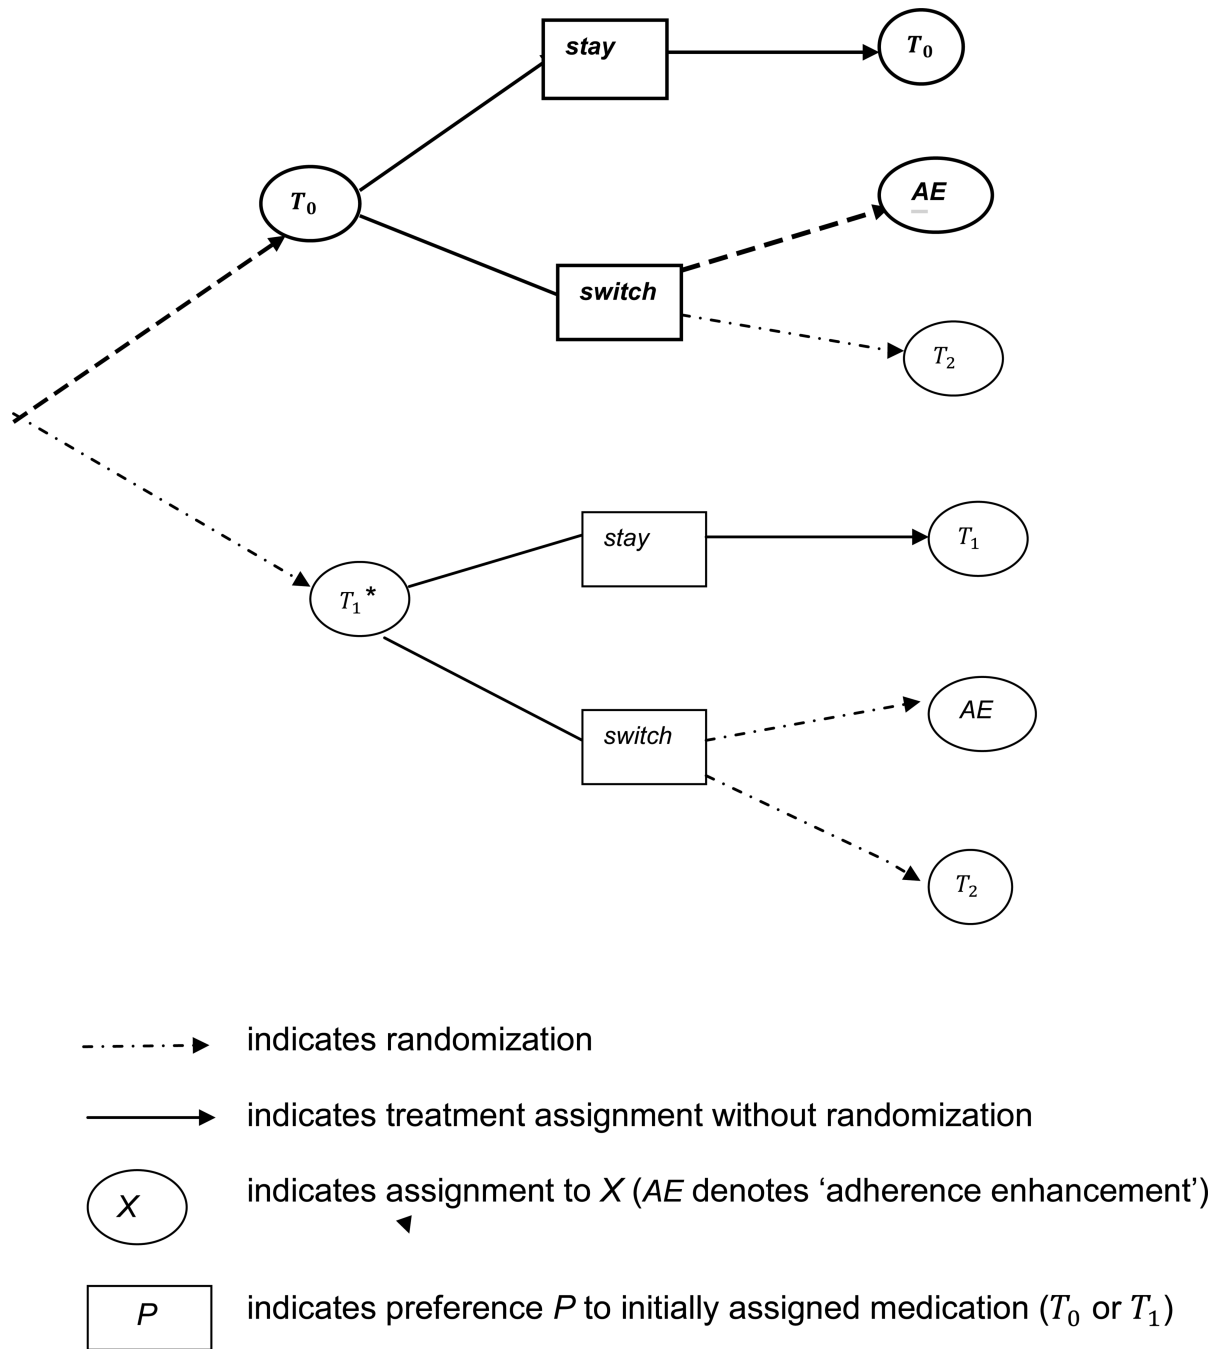 stay
T₀
T₀
AE
switch
T₂
stay
T₁
T₁*
AE
switch
T₂
indicates randomization
indicates treatment assignment without randomization
X indicates assignment to X (AE denotes ‘adherence enhancement’)
P indicates preference P to initially assigned medication (T₀ or T₁)